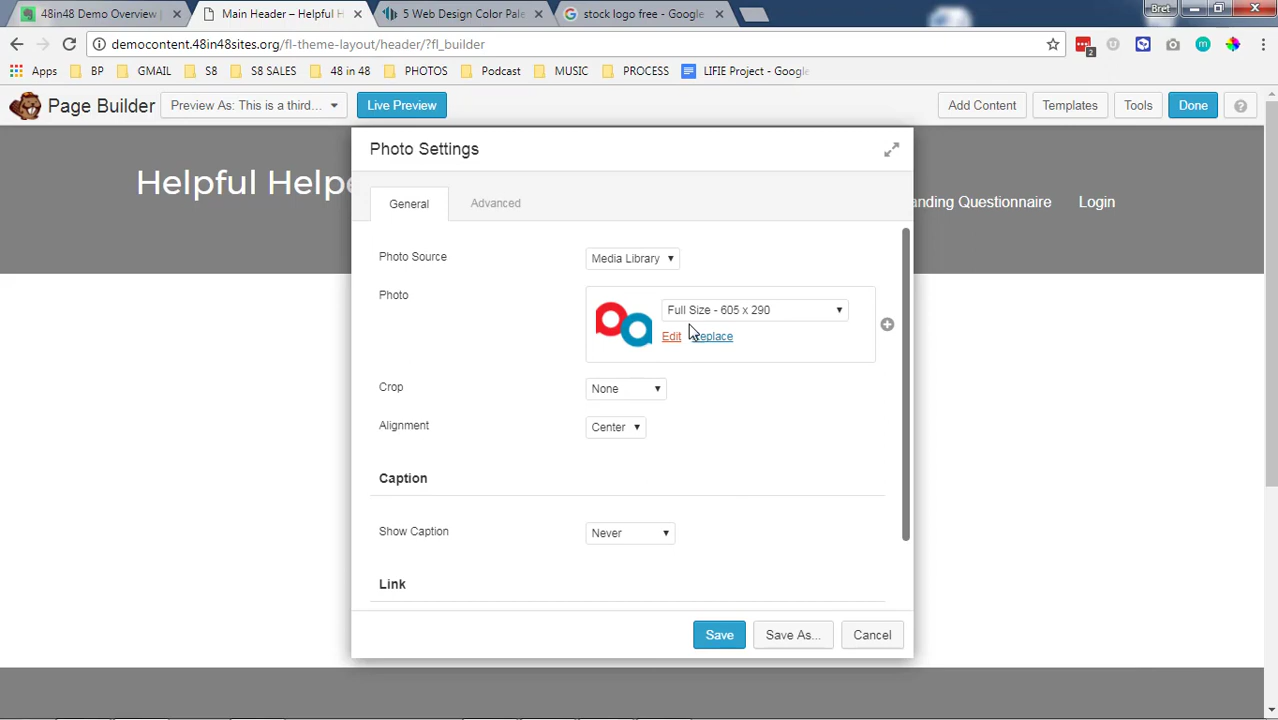 48in48 Demo Overview
Main Header – Helpful H
5 Web Design Color Pale
stock logo free - Google
Bret
democontent.48in48sites.org/fl-theme-layout/header/?fl_builder
2
Apps BP GMAIL S8 S8 SALES 48 in 48 PHOTOS Podcast MUSIC PROCESS LIFIE Project - Google
Page Builder Preview As: This is a third... Live Preview Add Content Templates Tools Done ?
Photo Settings
Helpful Helpe
anding Questionnaire Login
General Advanced
Photo Source Media Library
Photo
Full Size - 605 x 290
Edit Replace
Crop None
Alignment Center
Caption
Show Caption Never
Link
Save Save As... Cancel